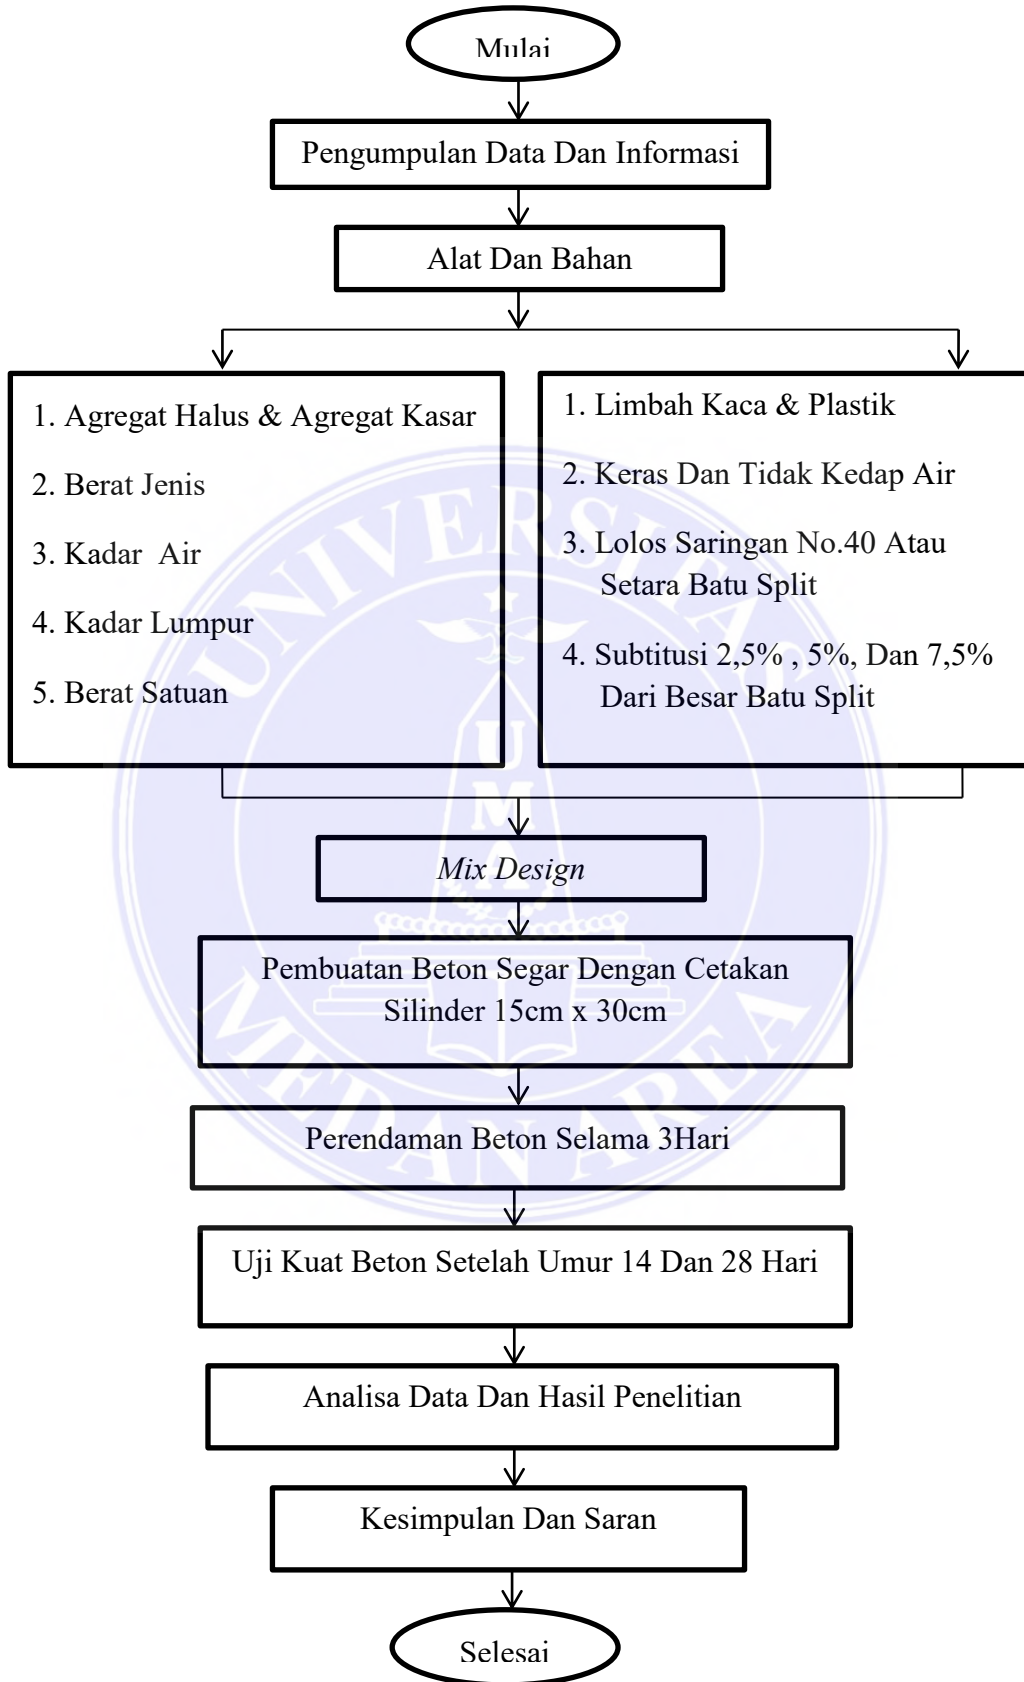 Mulai
Pengumpulan Data Dan Informasi
Alat Dan Bahan
1. Agregat Halus & Agregat Kasar
2. Berat Jenis
3. Kadar  Air
4. Kadar Lumpur
5. Berat Satuan
1. Limbah Kaca & Plastik
2. Keras Dan Tidak Kedap Air
3. Lolos Saringan No.40 Atau
Setara Batu Split
4. Subtitusi 2,5% , 5%, Dan 7,5%
Dari Besar Batu Split
UNIVERSITAS
UMA
MEDAN AREA
Mix Design
Pembuatan Beton Segar Dengan Cetakan
Silinder 15cm x 30cm
Perendaman Beton Selama 3Hari
Uji Kuat Beton Setelah Umur 14 Dan 28 Hari
Analisa Data Dan Hasil Penelitian
Kesimpulan Dan Saran
Selesai